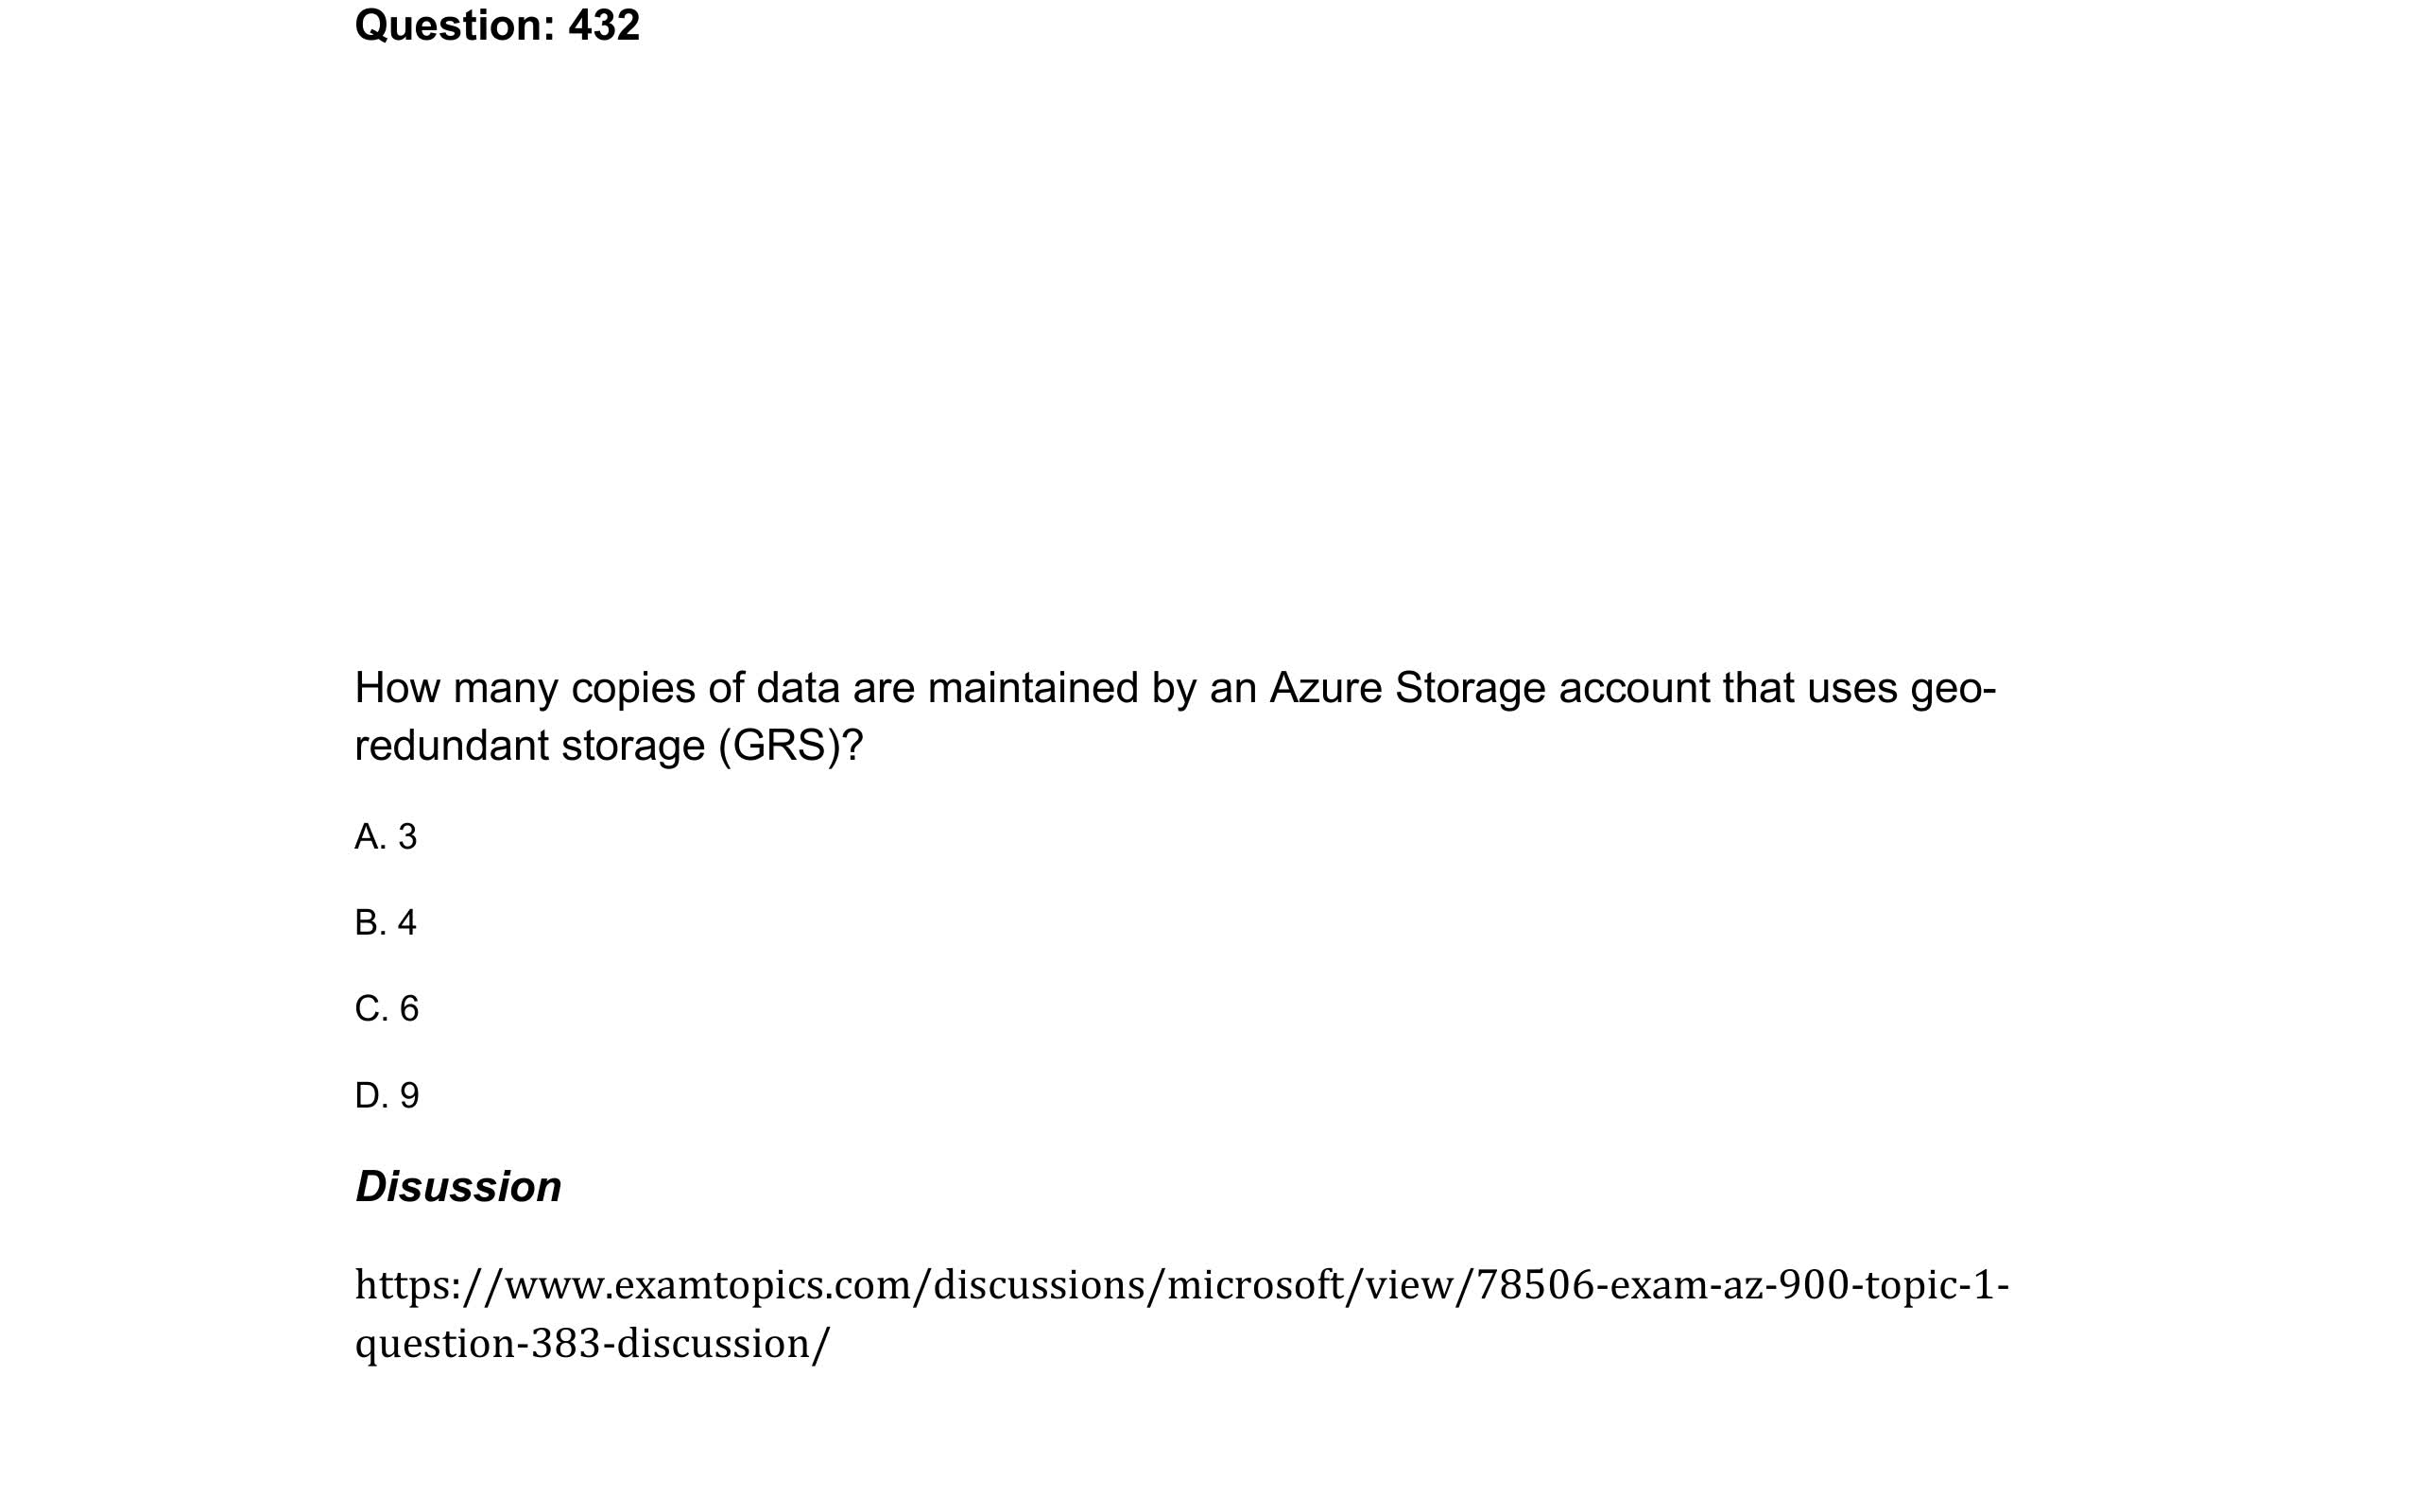 Question: 432
How many copies of data are maintained by an Azure Storage account that uses geo-
redundant storage (GRS)?
A. 3
B. 4
C. 6
D. 9
Disussion
https://www.examtopics.com/discussions/microsoft/view/78506-exam-az-900-topic-1-
question-383-discussion/